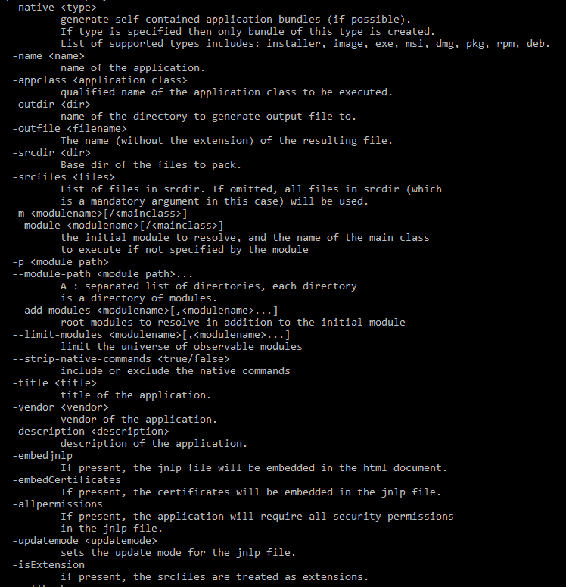 native <type>
generate self contained application bundles (if possible).
If type is specified then only bundle of this type is created.
List of supported types includes: installer, image, exe, msi, dmg, pkg, rpm, deb.
-name <name>
name of the application.
-appclass <application class>
qualified name of the application class to be executed.
outdir <dir>
name of the directory to generate output file to.
-outfile <filename>
The name (without the extension) of the resulting file.
-srcdir <dir>
Base dir of the files to pack.
-srcfiles <files>
List of files in srcdir. If omitted, all files in srcdir (which
is a mandatory argument in this case) will be used.
m <modulename>[/<mainclass>]
module <modulename>[/<mainclass>]
the initial module to resolve, and the name of the main class
to execute if not specified by the module
-p <module path>
--module-path <module path>...
A : separated list of directories, each directory
is a directory of modules.
add modules <modulename>[,<modulename>...]
root modules to resolve in addition to the initial module
--limit-modules <modulename>[,<modulename>...]
limit the universe of observable modules
--strip-native-commands <true/false>
include or exclude the native commands
-title <title>
title of the application.
-vendor <vendor>
vendor of the application.
description <description>
description of the application.
-embedjnlp
If present, the jnlp file will be embedded in the html document.
-embedCertificates
If present, the certificates will be embedded in the jnlp file.
-allpermissions
If present, the application will require all security permissions
in the jnlp file.
-updatemode <updatemode>
sets the update mode for the jnlp file.
-isExtension
if present, the srcfiles are treated as extensions.